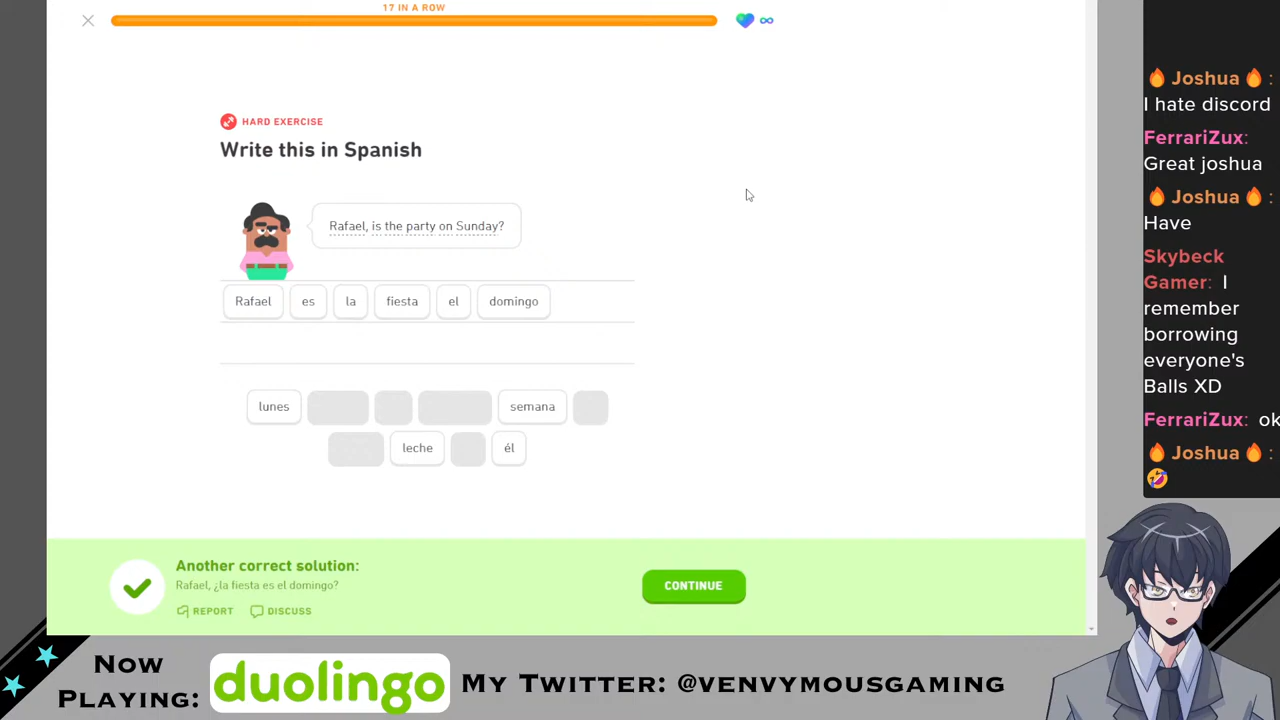 17 IN A ROW
HARD EXERCISE
Write this in Spanish
Rafael, is the party on Sunday?
Rafael es la fiesta el domingo
lunes semana
leche él
Another correct solution:
Rafael, ¿la fiesta es el domingo?
REPORT DISCUSS
CONTINUE
Joshua :
I hate discord
FerrariZux:
Great joshua
Joshua :
Have
Skybeck
Gamer: I
remember
borrowing
everyone's
Balls XD
FerrariZux: ok
Joshua :
Now
Playing:
duolingo
My Twitter: @venvymousgaming